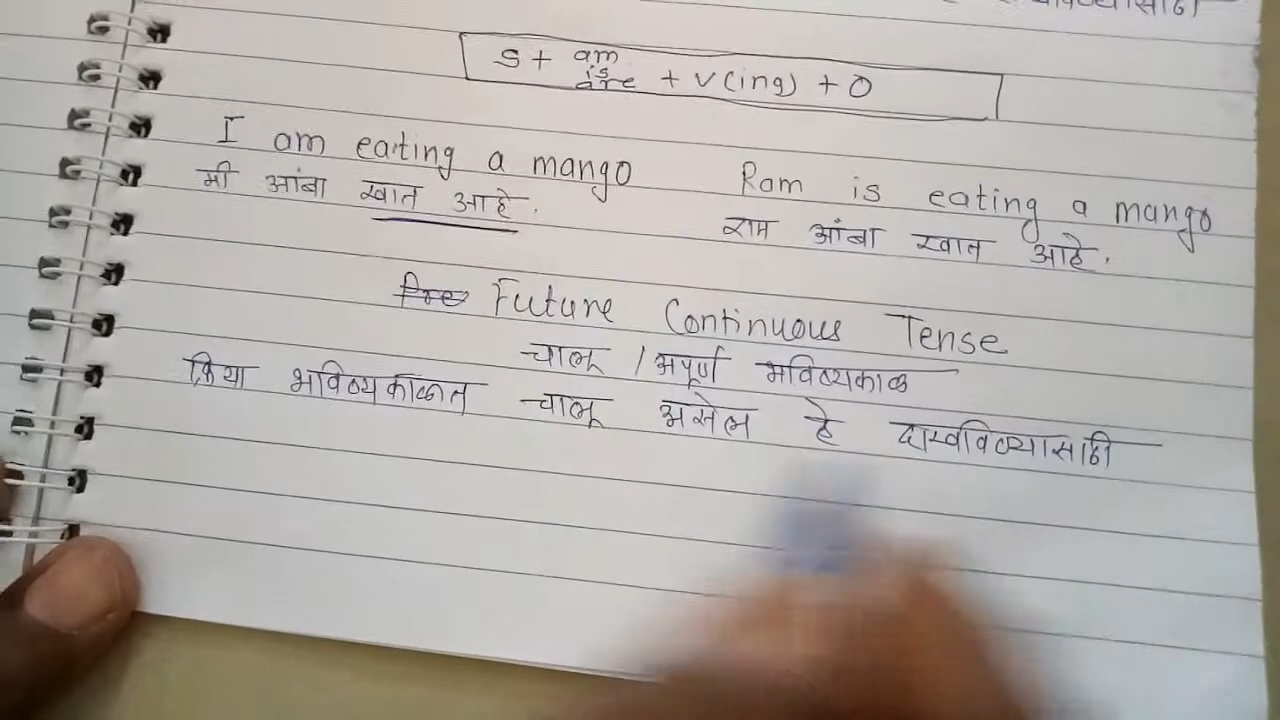 S + am
is
are + V(ing) + O
I am eating a mango Ram is eating a mango
मी आंबा खात आहे. राम आंबा खात आहे.
Future Continuous Tense
चालू / अपूर्ण भविष्यकाळ
क्रिया भविष्यकाळात चालू असेल हे दाखविण्यासाठी